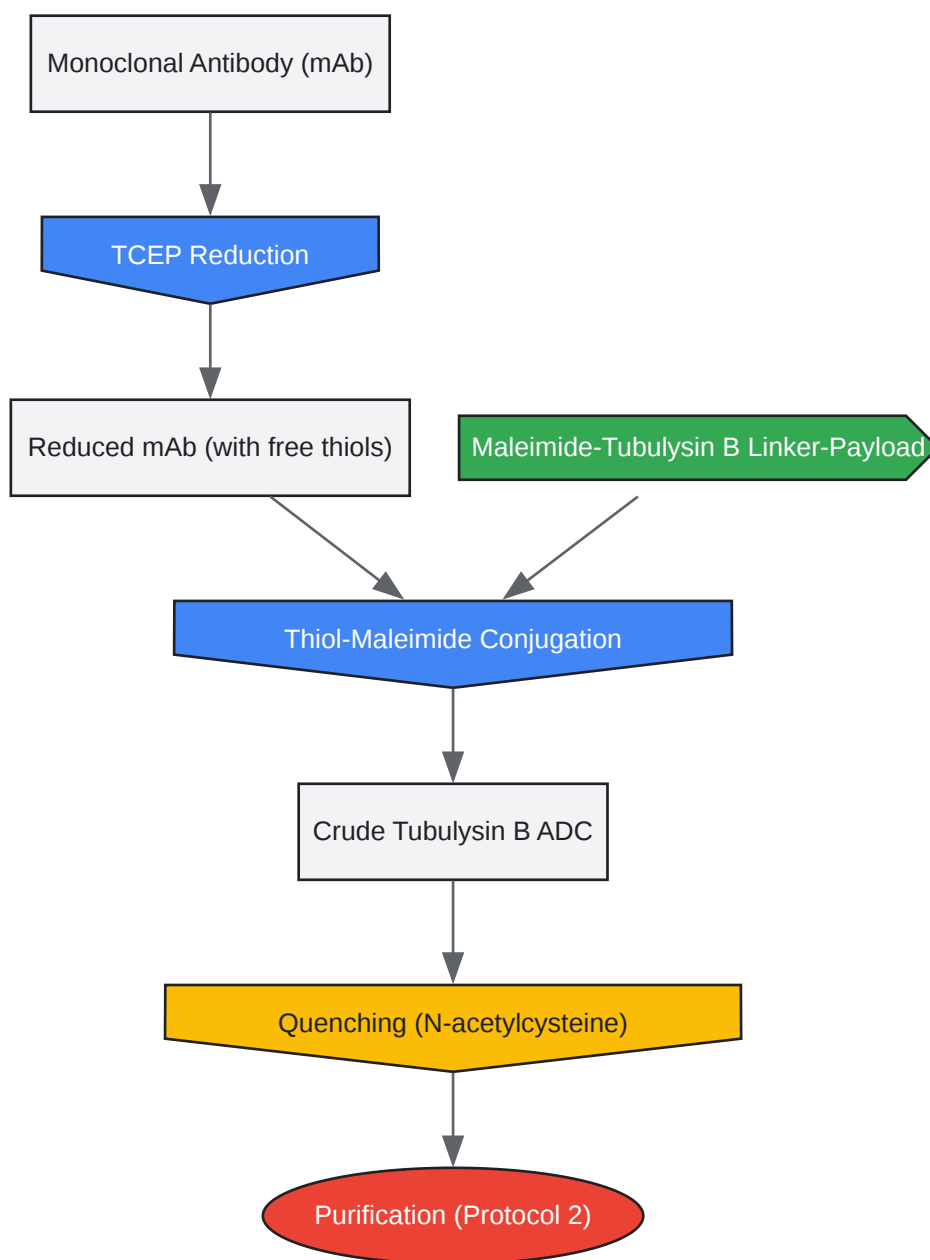 Monoclonal Antibody (mAb)
TCEP Reduction
Reduced mAb (with free thiols)
Maleimide-Tubulysin B Linker-Payload
Thiol-Maleimide Conjugation
Crude Tubulysin B ADC
Quenching (N-acetylcysteine)
Purification (Protocol 2)